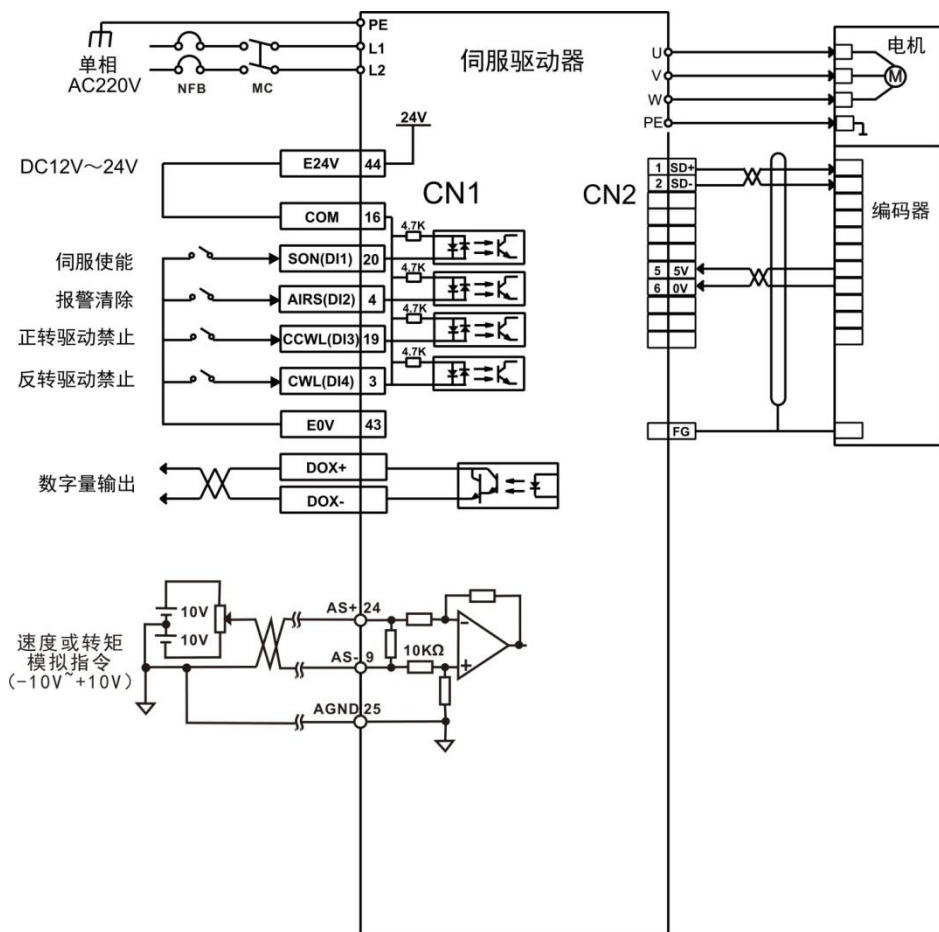 PE
L1
L2
单相
AC220V
NFB
MC
伺服驱动器
U
V
W
PE
电机
M
24V
DC12V～24V
E24V 44
CN1
COM 16
4.7K
伺服使能
SON(DI1) 20
4.7K
报警清除
AIRS(DI2) 4
4.7K
正转驱动禁止
CCWL(DI3) 19
4.7K
反转驱动禁止
CWL(DI4) 3
E0V 43
CN2
1 SD+
2 SD-
5 5V
6 0V
FG
编码器
数字量输出
DOX+
DOX-
10V
10V
速度或转矩
模拟指令
(-10V~+10V)
AS+ 24
AS- 9
10KΩ
AGND 25
-
+